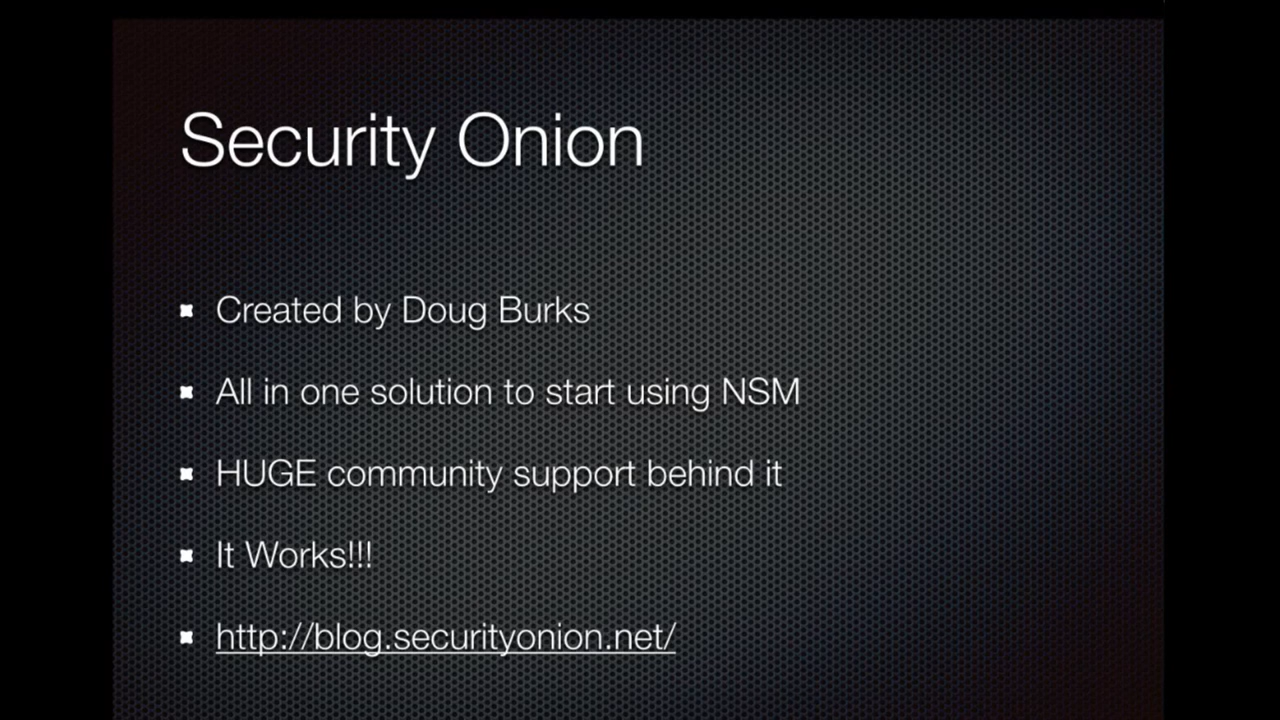 Security Onion
Created by Doug Burks
All in one solution to start using NSM
HUGE community support behind it
It Works!!!
http://blog.securityonion.net/